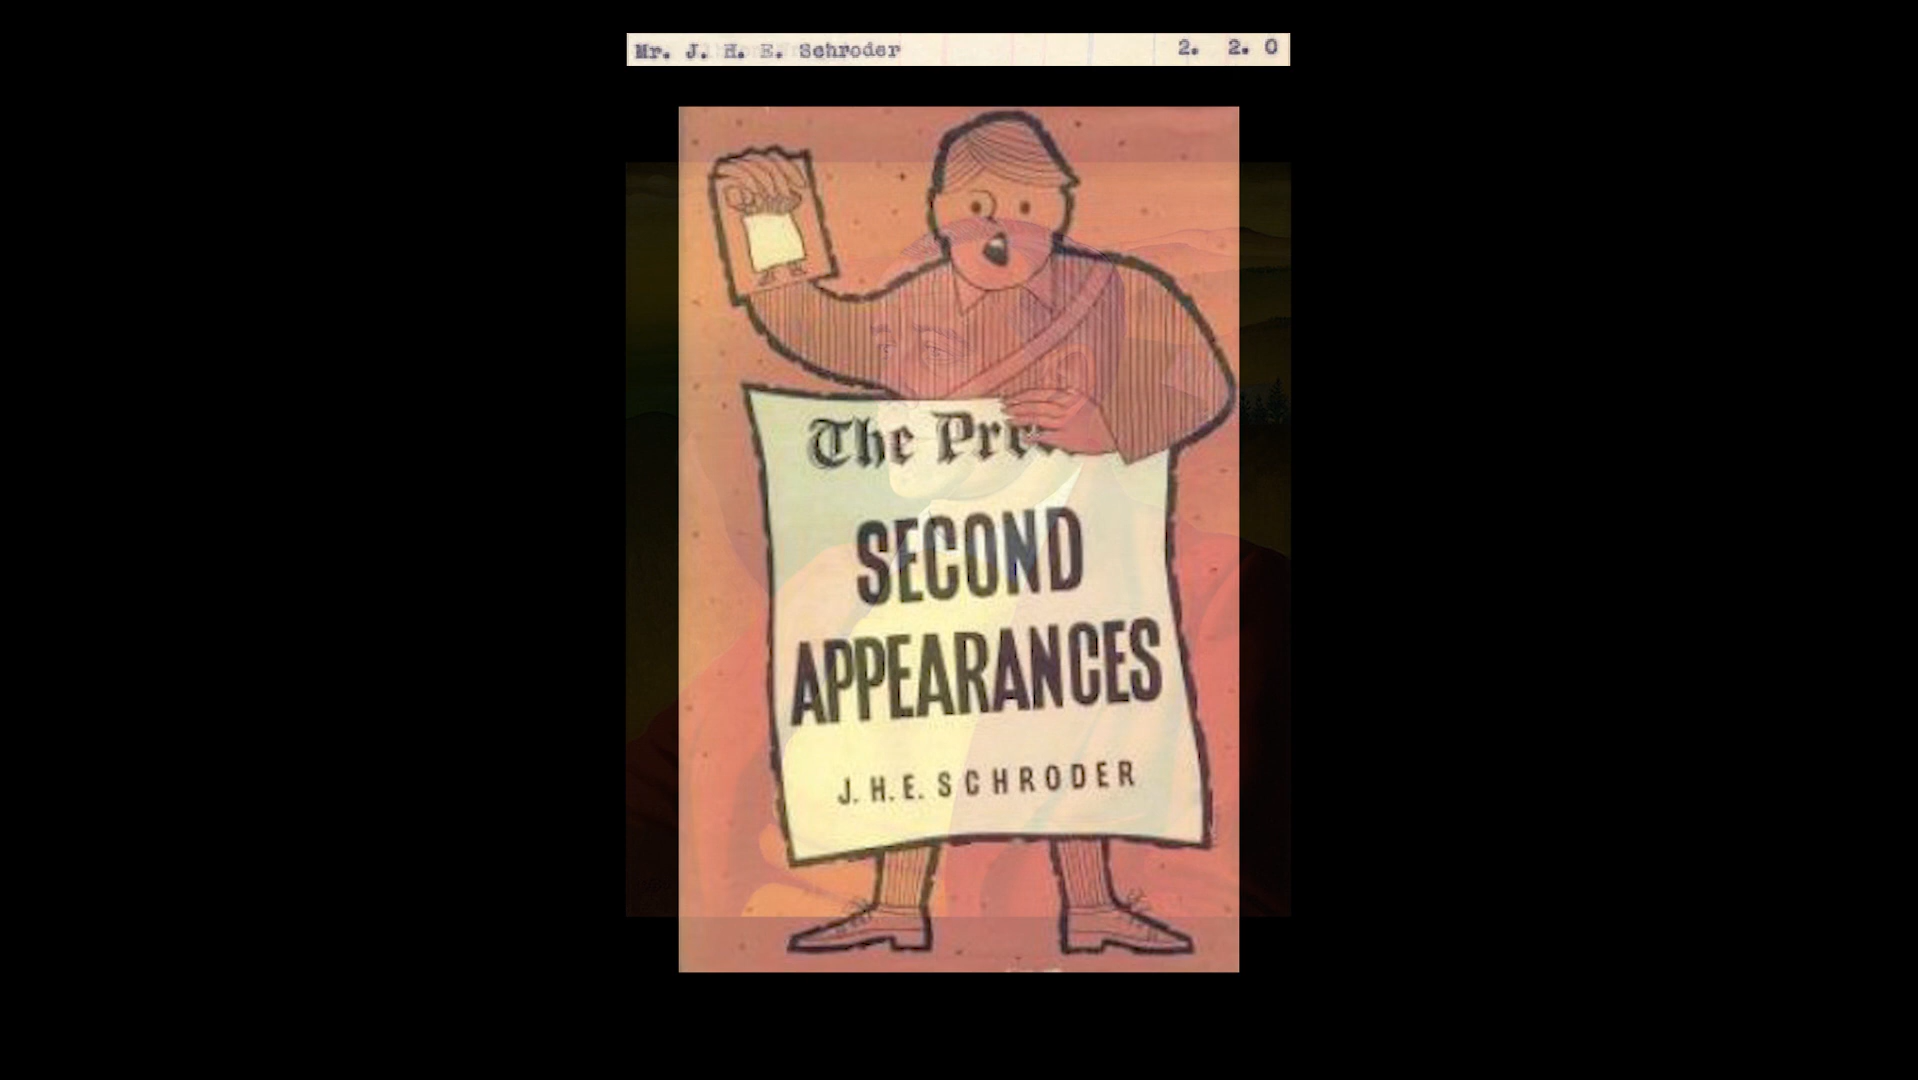 Mr. J. H. E. Schroder 2. 2. 0
The Pre
SECOND
APPEARANCES
J. H. E. SCHRODER